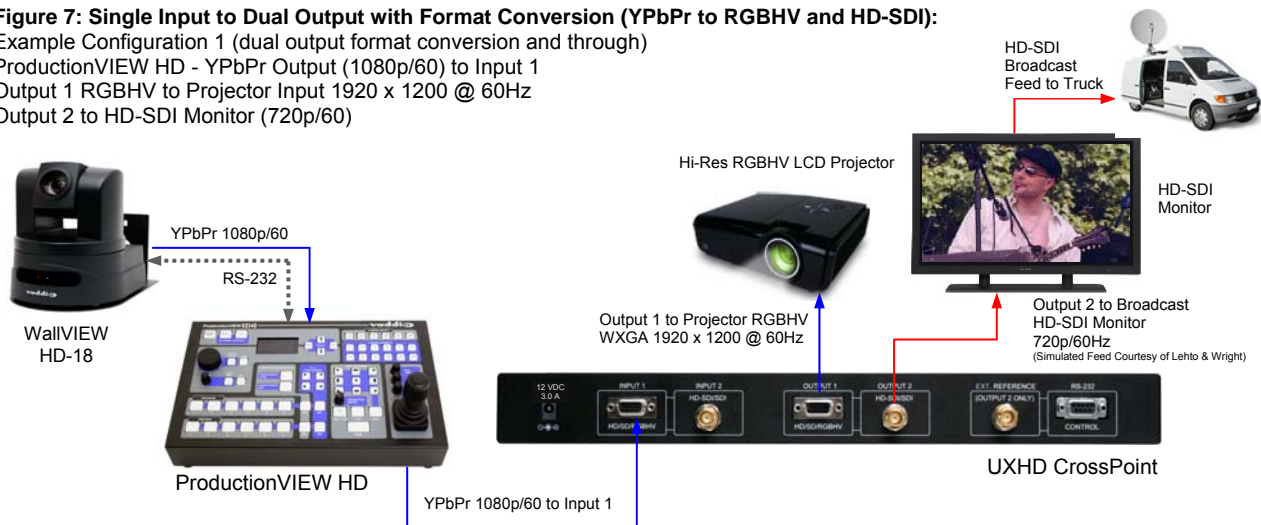 Figure 7: Single Input to Dual Output with Format Conversion (YPbPr to RGBHV and HD-SDI):
Example Configuration 1 (dual output format conversion and through)
ProductionVIEW HD - YPbPr Output (1080p/60) to Input 1
Output 1 RGBHV to Projector Input 1920 x 1200 @ 60Hz
Output 2 to HD-SDI Monitor (720p/60)
HD-SDI
Broadcast
Feed to Truck
Hi-Res RGBHV LCD Projector
HD-SDI
Monitor
YPbPr 1080p/60
RS-232
vaddio
WallVIEW
HD-18
ProductionVIEW
vaddio
Output 1 to Projector RGBHV
WXGA 1920 x 1200 @ 60Hz
Output 2 to Broadcast
HD-SDI Monitor
720p/60Hz
(Simulated Feed Courtesy of Lehto & Wright)
12 VDC
3.0 A
INPUT 1
HD/SD/RGBHV
INPUT 2
HD-SDI/SDI
OUTPUT 1
HD/SD/RGBHV
OUTPUT 2
HD-SDI/SDI
EXT. REFERENCE
(OUTPUT 2 ONLY)
RS-232
CONTROL
UXHD CrossPoint
ProductionVIEW HD
YPbPr 1080p/60 to Input 1